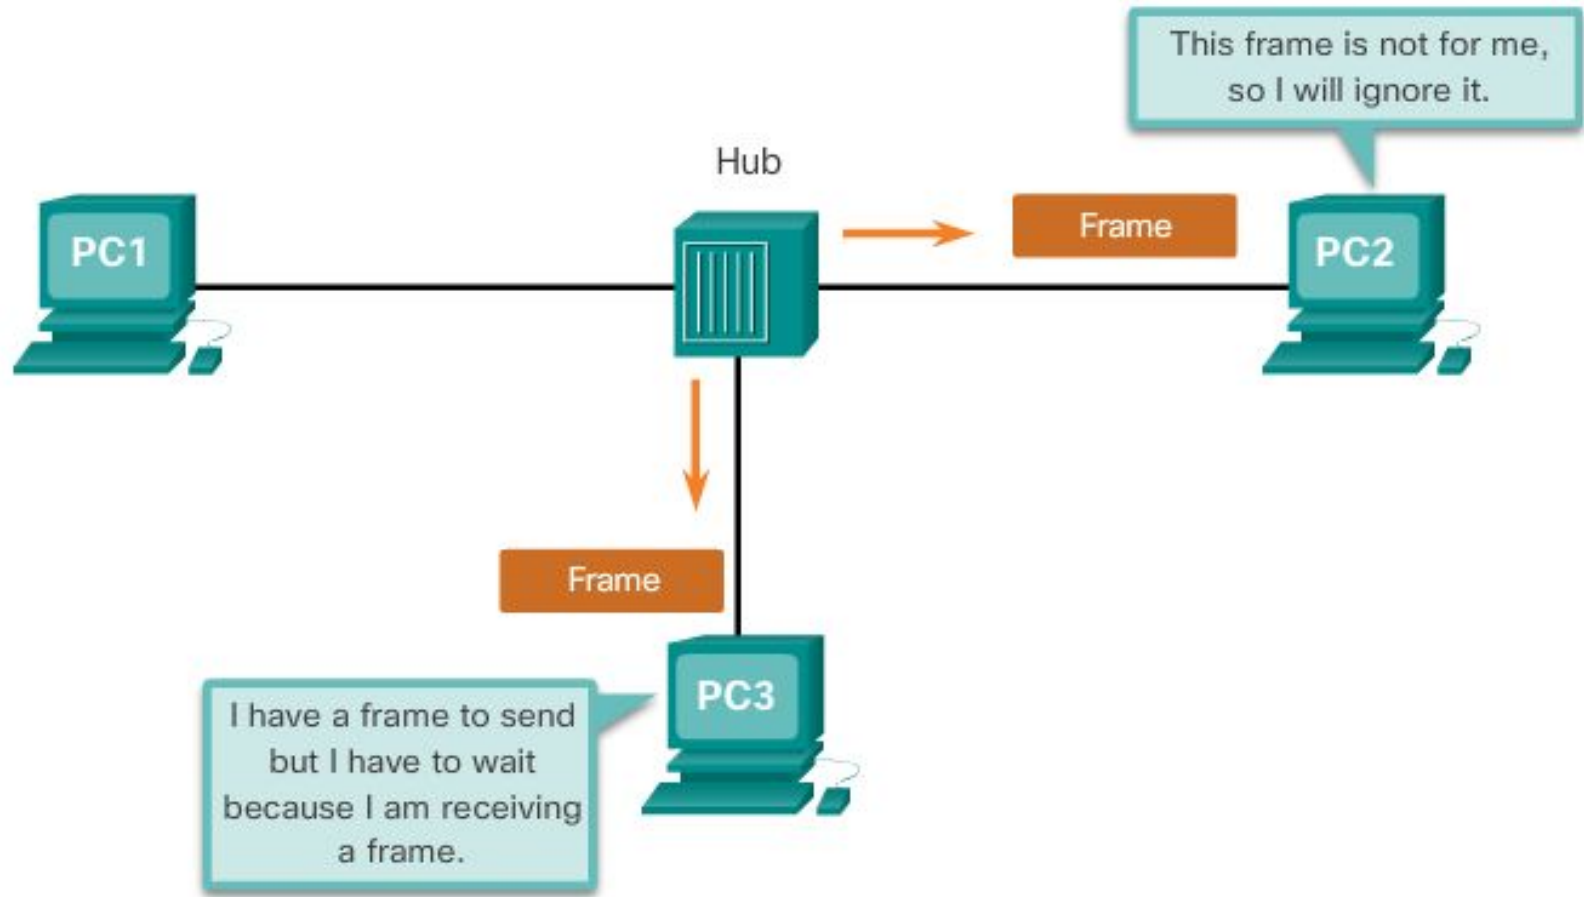 This frame is not for me,
so I will ignore it.
Hub
Frame
PC1
PC2
Frame
PC3
I have a frame to send
but I have to wait
because I am receiving
a frame.